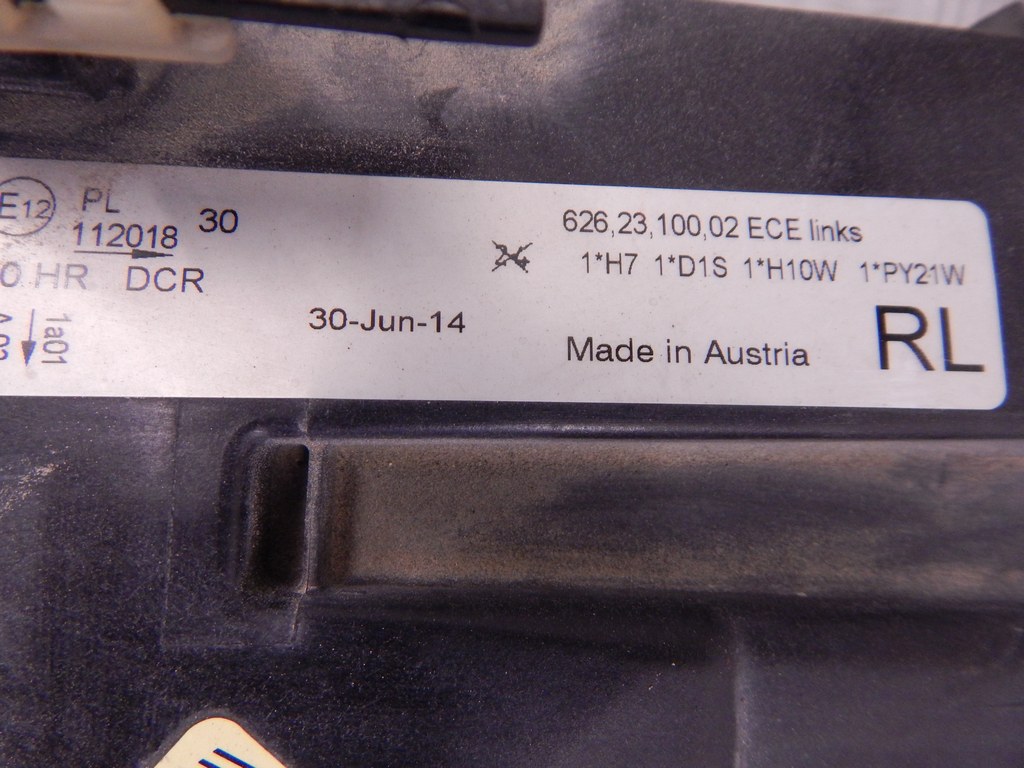 E12 PL 30
112018
HR DCR
1a01
30-Jun-14
626,23,100,02 ECE links
24
1*H7 1*D1S 1*H10W 1*PY21W
Made in Austria
RL